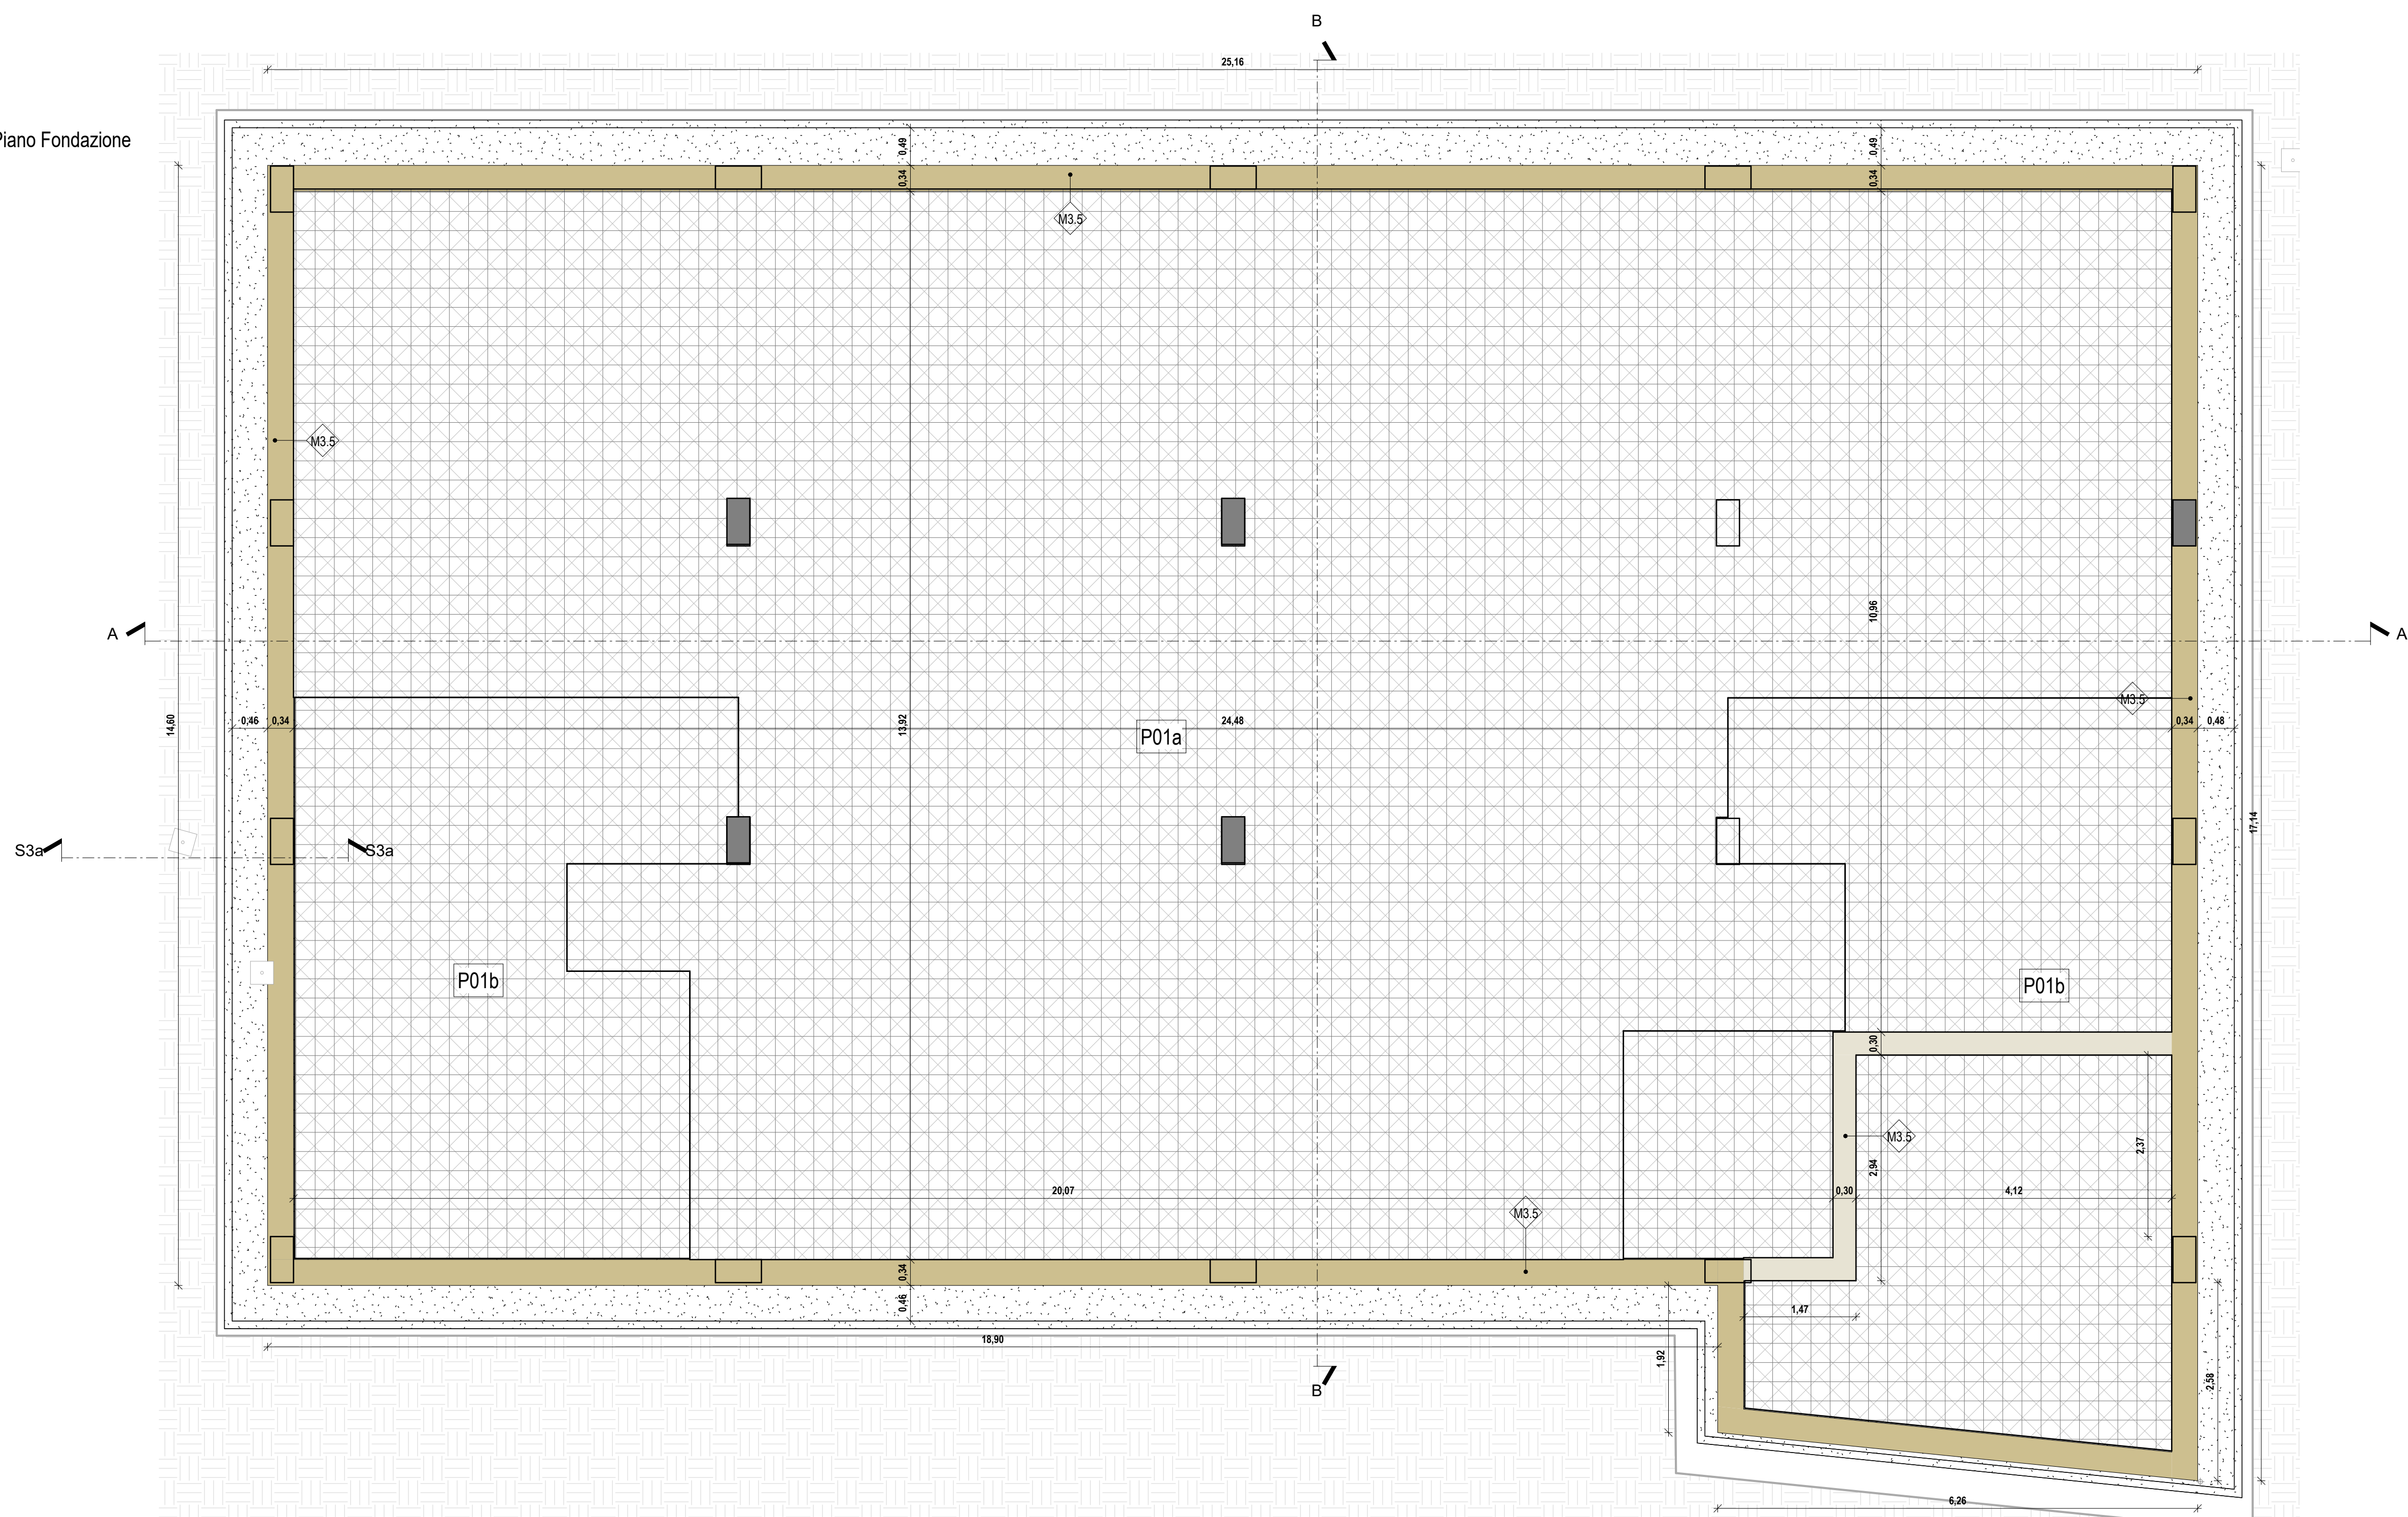 B
25,16
Piano Fondazione
0,49
0,49
0,34
0,34
M3.5
M3.5
10,96
A
A
M3.5
14,60
0,46
0,34
13,92
P01a
24,48
0,34
0,48
17,14
S3a
S3a
P01b
P01b
0,30
M3.5
2,37
2,94
20,07
0,30
4,12
M3.5
0,34
0,46
1,47
18,90
1,92
2,58
B
6,26